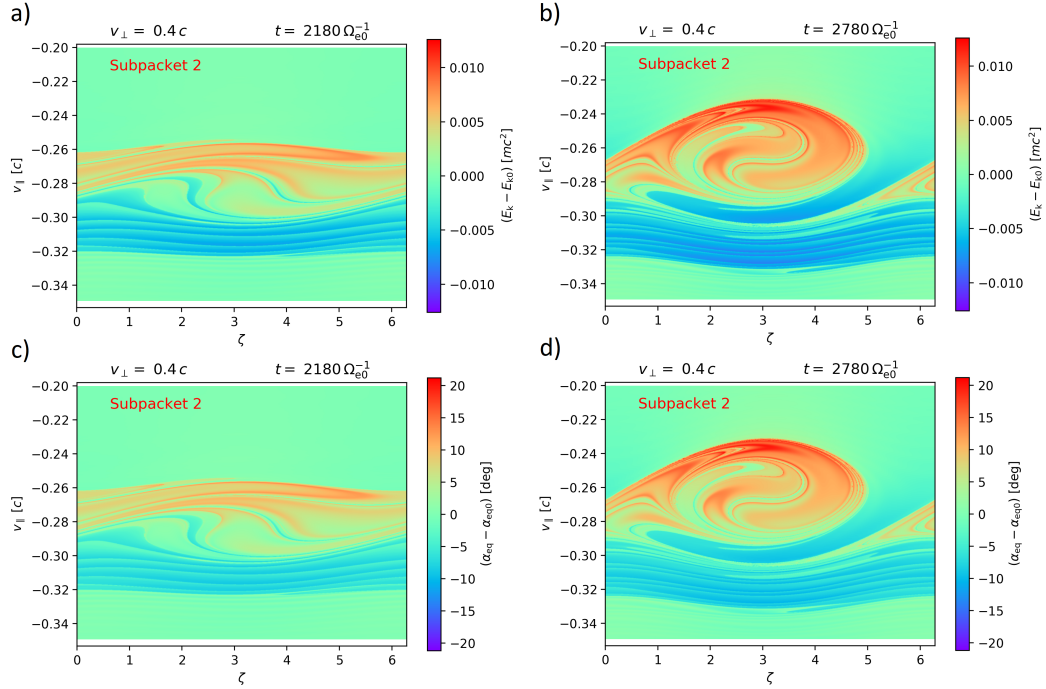 a)
v⊥ = 0.4 c t = 2180 Ωe0⁻¹
Subpacket 2
−0.20
−0.22
−0.24
−0.26
−0.28
−0.30
−0.32
−0.34
v∥ [c]
0 1 2 3 4 5 6
ζ
0.010
0.005
0.000
−0.005
−0.010
(Ek − Ek0) [mc²]
b)
v⊥ = 0.4 c t = 2780 Ωe0⁻¹
Subpacket 2
−0.20
−0.22
−0.24
−0.26
−0.28
−0.30
−0.32
−0.34
v∥ [c]
0 1 2 3 4 5 6
ζ
0.010
0.005
0.000
−0.005
−0.010
(Ek − Ek0) [mc²]
c)
v⊥ = 0.4 c t = 2180 Ωe0⁻¹
Subpacket 2
−0.20
−0.22
−0.24
−0.26
−0.28
−0.30
−0.32
−0.34
v∥ [c]
0 1 2 3 4 5 6
ζ
20
15
10
5
0
−5
−10
−15
−20
(αeq − αeq0) [deg]
d)
v⊥ = 0.4 c t = 2780 Ωe0⁻¹
Subpacket 2
−0.20
−0.22
−0.24
−0.26
−0.28
−0.30
−0.32
−0.34
v∥ [c]
0 1 2 3 4 5 6
ζ
20
15
10
5
0
−5
−10
−15
−20
(αeq − αeq0) [deg]